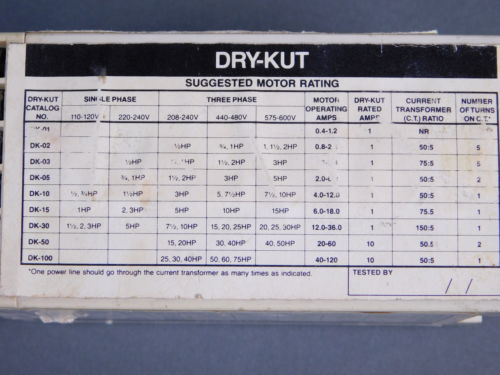 DRY-KUT
SUGGESTED MOTOR RATING
DRY-KUT CATALOG NO. SINGLE PHASE THREE PHASE MOTOR OPERATING AMPS DRY-KUT RATED AMPS CURRENT TRANSFORMER (C.T.) RATIO NUMBER OF TURNS ON C.T.*
110-120V 220-240V 208-240V 440-480V 575-600V
0.4-1.2 1 NR
DK-02 ½HP ¾, 1HP 1, 1½, 2HP 1 50:5 5
DK-03 ½HP 1½, 2HP 3HP 1 75:5 5
DK-05 ¾, 1HP 1½, 2HP 3HP 5HP 1 50:5 2
DK-10 ½, ¾HP 1½HP 3HP 5, 7½HP 7½, 10HP 4.0-12.0 1 50:5 1
DK-15 1HP 2, 3HP 5HP 10HP 15HP 6.0-18.0 1 75:5 1
DK-30 1½, 2, 3HP 5HP 7½, 10HP 15, 20, 25HP 20, 25, 30HP 12.0-36.0 1 150:5 1
DK-50 15, 20HP 30, 40HP 40, 50HP 20-60 10 50:5 2
DK-100 25, 30, 40HP 50, 60, 75HP 40-120 10 50:5 1
*One power line should go through the current transformer as many times as indicated.
TESTED BY / /